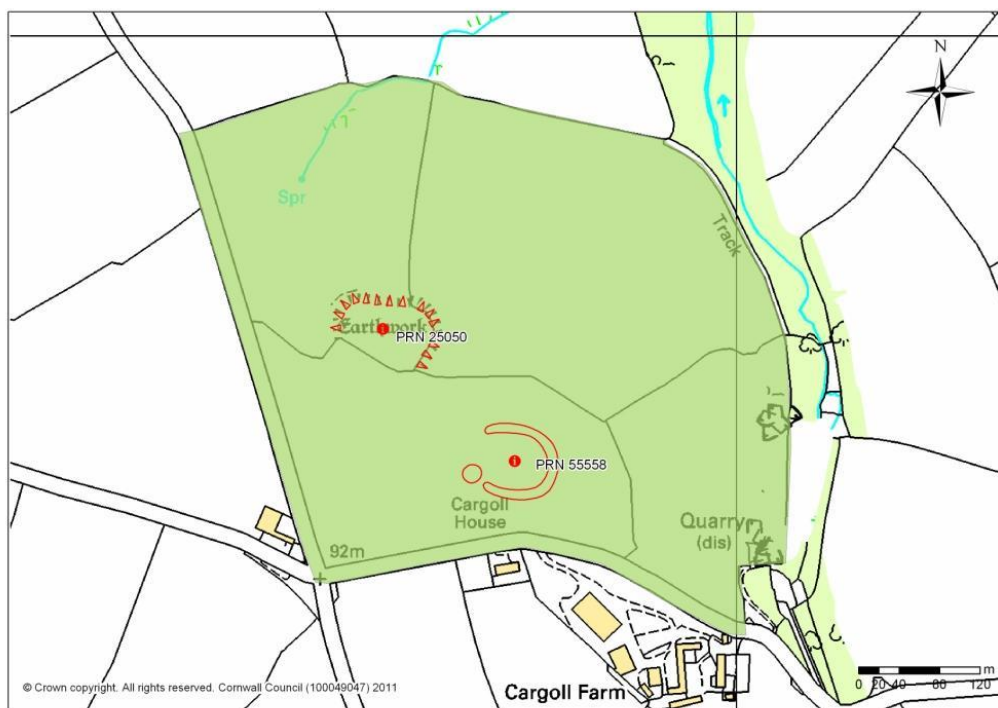 N
Spr
Track
Earthwork
PRN 25050
PRN 55558
Cargoll
House
Quarry
(dis)
92m
Cargoll Farm
m
0 20 40 80 120
© Crown copyright. All rights reserved. Cornwall Council (100049047) 2011